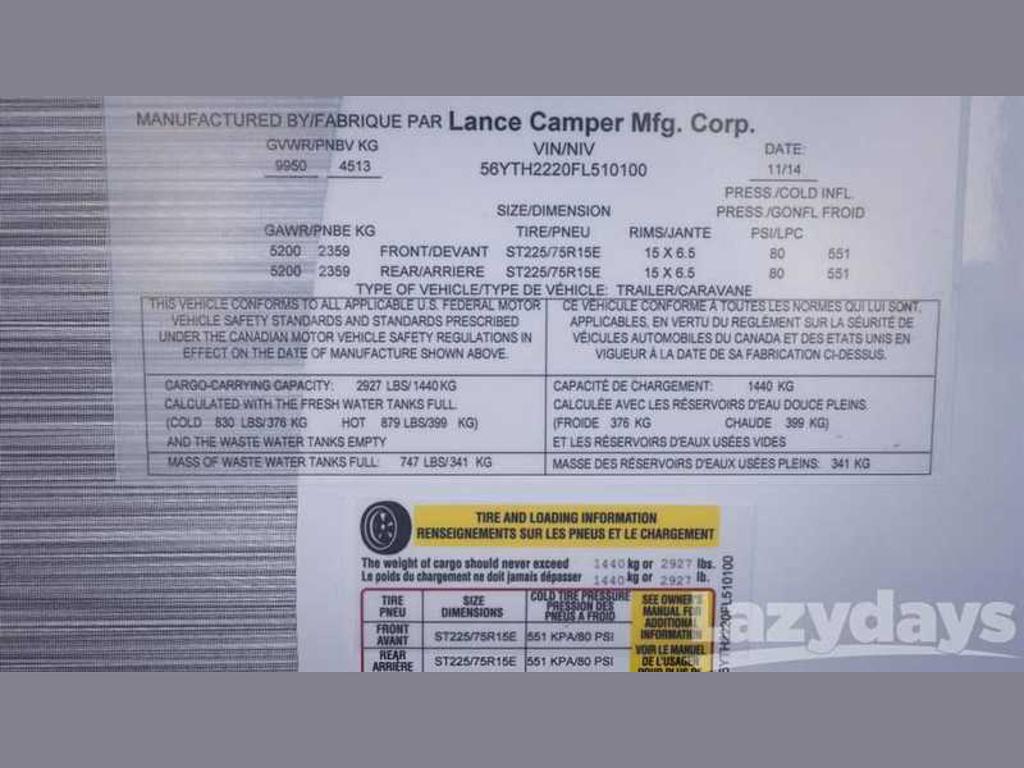 MANUFACTURED BY/FABRIQUE PAR Lance Camper Mfg. Corp.
GVWR/PNBV KG VIN/NIV DATE:
9950 4513 56YTH2220FL510100 11/14
PRESS./COLD INFL.
SIZE/DIMENSION PRESS./GONFL FROID
GAWR/PNBE KG TIRE/PNEU RIMS/JANTE PSI/LPC
5200 2359 FRONT/DEVANT ST225/75R15E 15 X 6.5 80 551
5200 2359 REAR/ARRIERE ST225/75R15E 15 X 6.5 80 551
TYPE OF VEHICLE/TYPE DE VÉHICLE: TRAILER/CARAVANE
THIS VEHICLE CONFORMS TO ALL APPLICABLE U.S. FEDERAL MOTOR
VEHICLE SAFETY STANDARDS AND STANDARDS PRESCRIBED
UNDER THE CANADIAN MOTOR VEHICLE SAFETY REGULATIONS IN
EFFECT ON THE DATE OF MANUFACTURE SHOWN ABOVE.
CE VÉHICULE CONFORME À TOUTES LES NORMES QUI LUI SONT,
APPLICABLES, EN VERTU DU REGLEMENT SUR LA SÉURITÉ DE
VÉICULES AUTOMOBILES DU CANADA ET DES ETATS UNIS EN
VIGUEUR À LA DATE DE SA FABRICATION CI-DESSUS.
CARGO-CARRYING CAPACITY: 2927 LBS/1440 KG
CALCULATED WITH THE FRESH WATER TANKS FULL.
(COLD 830 LBS/376 KG HOT 879 LBS/399 KG)
AND THE WASTE WATER TANKS EMPTY
MASS OF WASTE WATER TANKS FULL: 747 LBS/341 KG
CAPACITÉ DE CHARGEMENT: 1440 KG
CALCULÉE AVEC LES RÉSERVOIRS D'EAU DOUCE PLEINS.
(FROIDE 376 KG CHAUDE 399 KG)
ET LES RÉSERVOIRS D'EAUX USÉES VIDES
MASSE DES RÉSERVOIRS D'EAUX USÉES PLEINS: 341 KG
TIRE AND LOADING INFORMATION
RENSEIGNEMENTS SUR LES PNEUS ET LE CHARGEMENT
The weight of cargo should never exceed 1440 kg or 2927 lbs.
Le poids du chargement ne doit jamais dépasser 1440 kg or 2927 lb.
TIRE
PNEU
SIZE
DIMENSIONS
COLD TIRE PRESSURE
PRESSION DES
PNEUS A FROID
SEE OWNER'S
MANUAL FOR
ADDITIONAL
INFORMATION
FRONT
AVANT
ST225/75R15E 551 KPA/80 PSI
REAR
ARRIÈRE
ST225/75R15E 551 KPA/80 PSI
VOIR LE MANUEL
DE L'USAGER
POUR PLUS DE
56YTH2220FL510100
Lazydays